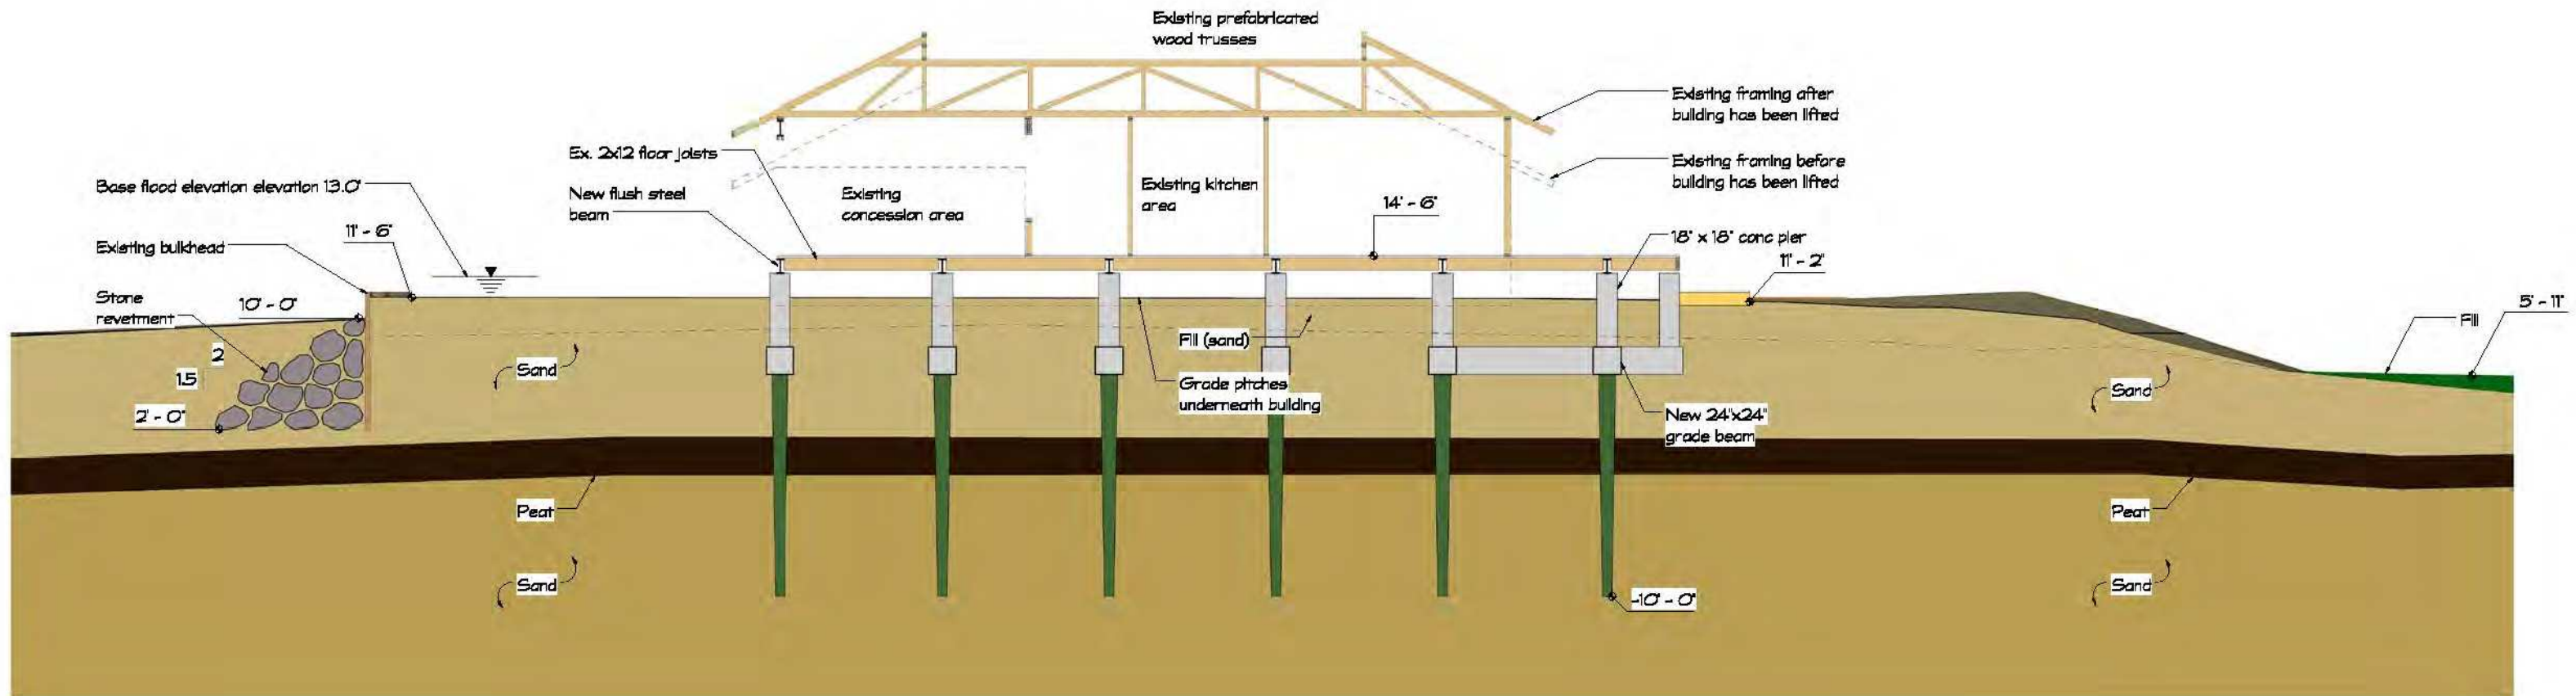 Existing prefabricated
wood trusses
Existing framing after
building has been lifted
Ex. 2x12 floor joists
Existing framing before
building has been lifted
Base flood elevation elevation 13.0'
New flush steel
beam
Existing
concession area
Existing kitchen
area
14' - 6"
11' - 6"
Existing bulkhead
18" x 18" conc pier
11' - 2"
Stone
revetment
10' - 0"
5' - 11"
Fill
Fill (sand)
2
1.5
Sand
Grade pitches
underneath building
Sand
2' - 0"
New 24"x24"
grade beam
Peat
Peat
Sand
Sand
-10' - 0"